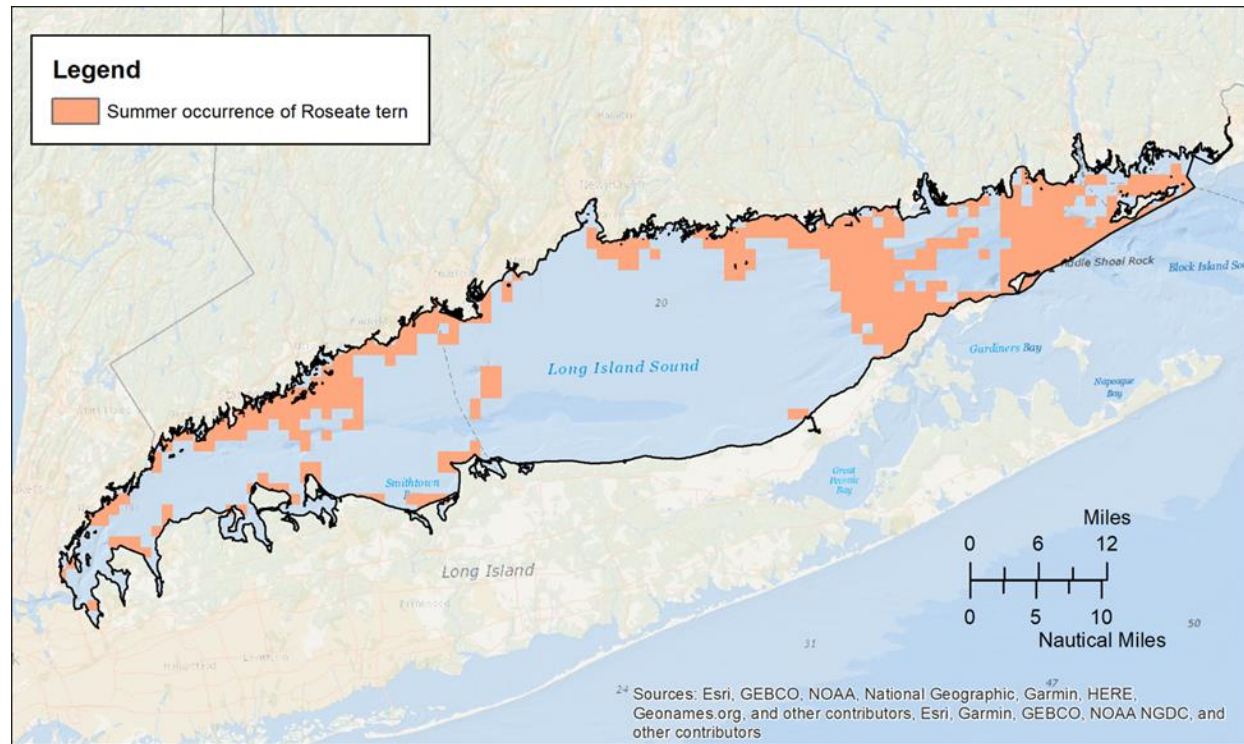 Legend
Summer occurrence of Roseate tern
Block Island
20
Long Island Sound
Gardiners Bay
Napeague
Bay
Great
Peconic
Bay
Smithtown
Long Island
Miles
0 6 12
0 5 10
Nautical Miles
50
31
47
24
Sources: Esri, GEBCO, NOAA, National Geographic, Garmin, HERE,
Geonames.org, and other contributors, Esri, Garmin, GEBCO, NOAA NGDC, and
other contributors